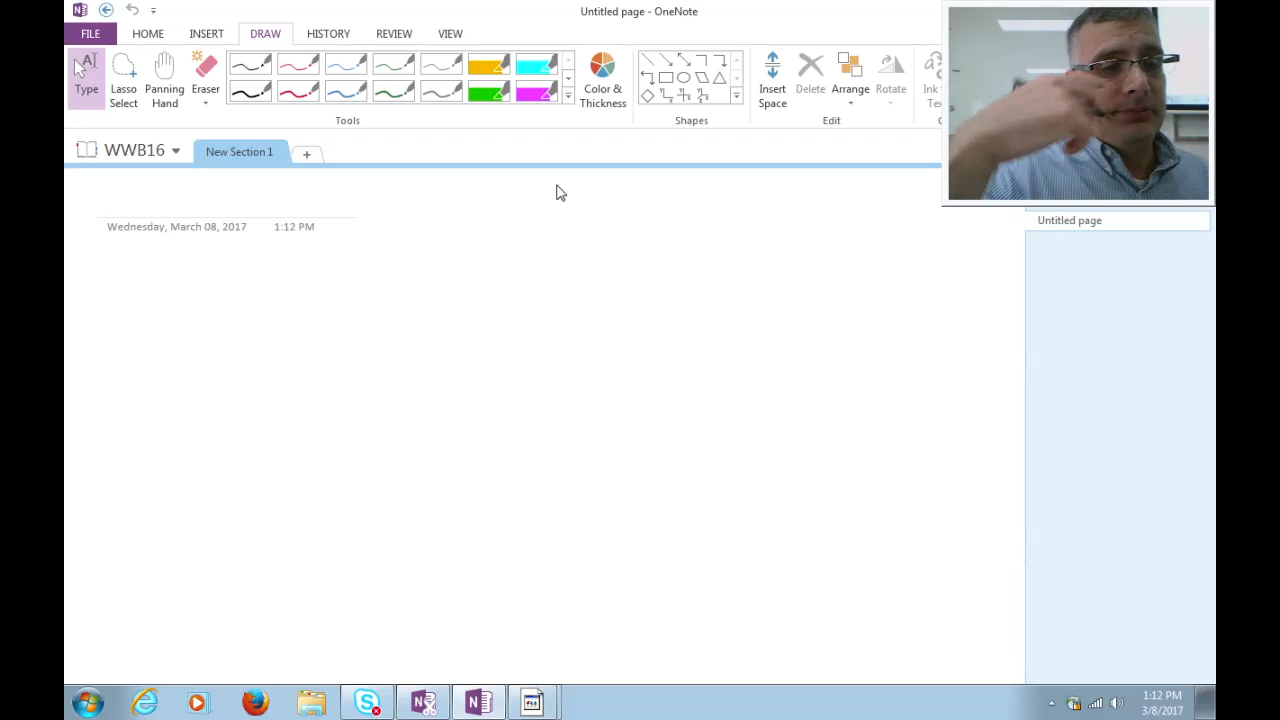 Untitled page - OneNote
FILE HOME INSERT DRAW HISTORY REVIEW VIEW
Type
Lasso Select
Panning Hand
Eraser
Color & Thickness
Insert Space
Delete
Arrange
Rotate
Ink to
Tools
Shapes
Edit
WWB16
New Section 1
Wednesday, March 08, 2017 1:12 PM
Untitled page
1:12 PM
3/8/2017